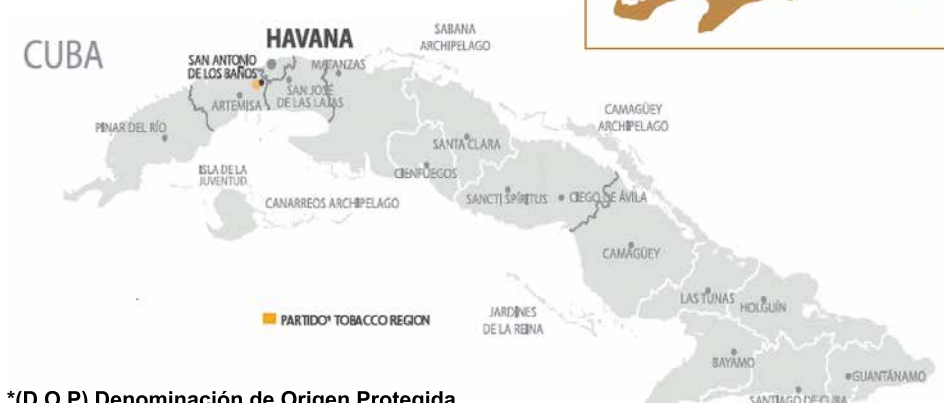 CUBA
HAVANA
SABANA
ARCHIPELAGO
SAN ANTONIO
DE LOS BAÑOS
MATANZAS
SAN JOSÉ
DE LAS LAJAS
ARTEMISA
CAMAGÜEY
ARCHIPELAGO
PINAR DEL RÍO
SANTA CLARA
ISLA DE LA
JUVENTUD
CIENFUEGOS
CANARREOS ARCHIPELAGO
SANCTI SPÍRITUS
CIEGO DE ÁVILA
CAMAGÜEY
LAS TUNAS
HOLGUÍN
JARDINES
DE LA REINA
PARTIDO* TOBACCO REGION
BAYAMO
GUANTÁNAMO
SANTIAGO DE CUBA
*(D.O.P) Denominación de Origen Protegida